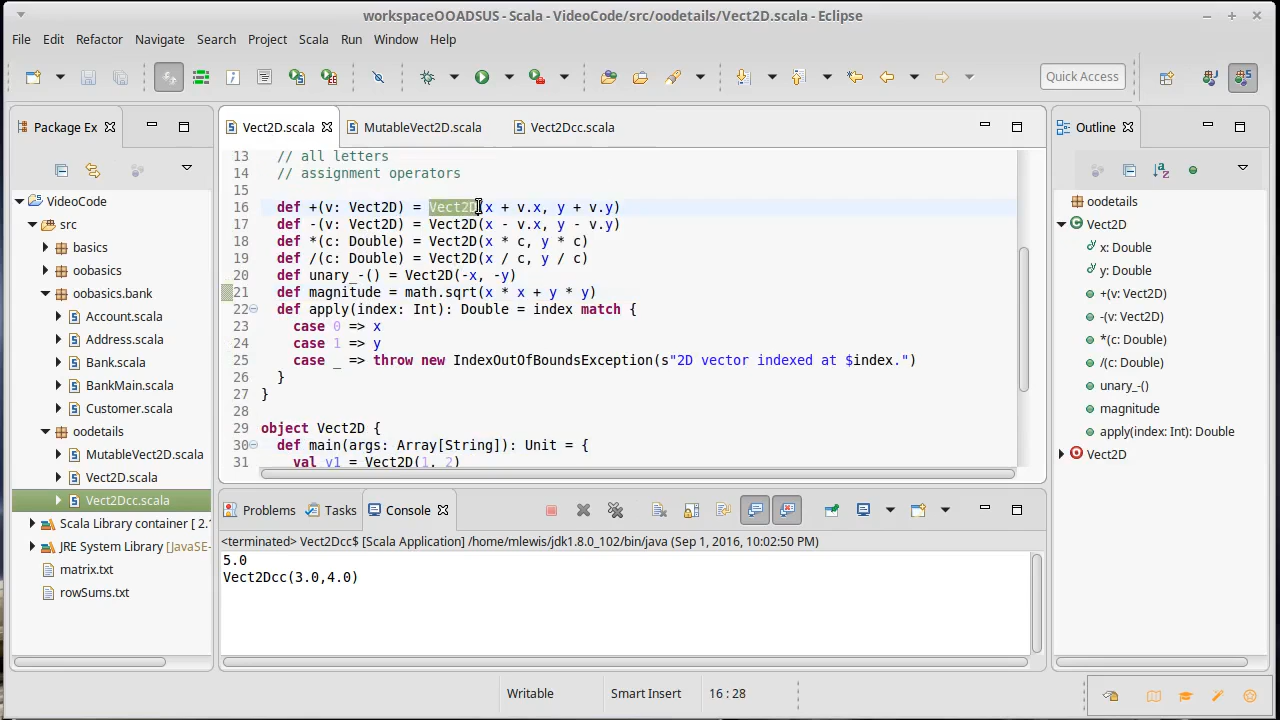 workspaceOOADSUS - Scala - VideoCode/src/oodetails/Vect2D.scala - Eclipse
File Edit Refactor Navigate Search Project Scala Run Window Help
Quick Access
Package Ex
VideoCode
src
basics
oobasics
oobasics.bank
Account.scala
Address.scala
Bank.scala
BankMain.scala
Customer.scala
oodetails
MutableVect2D.scala
Vect2D.scala
Vect2Dcc.scala
Scala Library container [ 2.
JRE System Library [JavaSE-
matrix.txt
rowSums.txt
Vect2D.scala MutableVect2D.scala Vect2Dcc.scala
13 // all letters
14 // assignment operators
15
16 def +(v: Vect2D) = Vect2D(x + v.x, y + v.y)
17 def -(v: Vect2D) = Vect2D(x - v.x, y - v.y)
18 def *(c: Double) = Vect2D(x * c, y * c)
19 def /(c: Double) = Vect2D(x / c, y / c)
20 def unary_-() = Vect2D(-x, -y)
21 def magnitude = math.sqrt(x * x + y * y)
22 def apply(index: Int): Double = index match {
23 case 0 => x
24 case 1 => y
25 case _ => throw new IndexOutOfBoundsException(s"2D vector indexed at $index.")
26 }
27 }
28
29 object Vect2D {
30 def main(args: Array[String]): Unit = {
31 val v1 = Vect2D(1, 2)
Problems Tasks Console
<terminated> Vect2Dcc$ [Scala Application] /home/mlewis/jdk1.8.0_102/bin/java (Sep 1, 2016, 10:02:50 PM)
5.0
Vect2Dcc(3.0,4.0)
Outline
oodetails
Vect2D
x: Double
y: Double
+(v: Vect2D)
-(v: Vect2D)
*(c: Double)
/(c: Double)
unary_-()
magnitude
apply(index: Int): Double
Vect2D
Writable Smart Insert 16 : 28